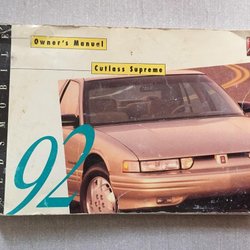 OLDSMOBILE
Owner's Manual
Cutlass Supreme
92